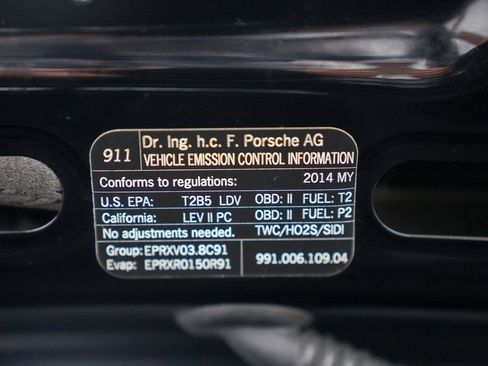 911 Dr. Ing. h.c. F. Porsche AG
VEHICLE EMISSION CONTROL INFORMATION
Conforms to regulations: 2014 MY
U.S. EPA: T2B5 LDV OBD: II FUEL: T2
California: LEV II PC OBD: II FUEL: P2
No adjustments needed. TWC/HO2S/SIDI
Group: EPRXV03.8C91
Evap: EPRXR0150R91 991.006.109.04